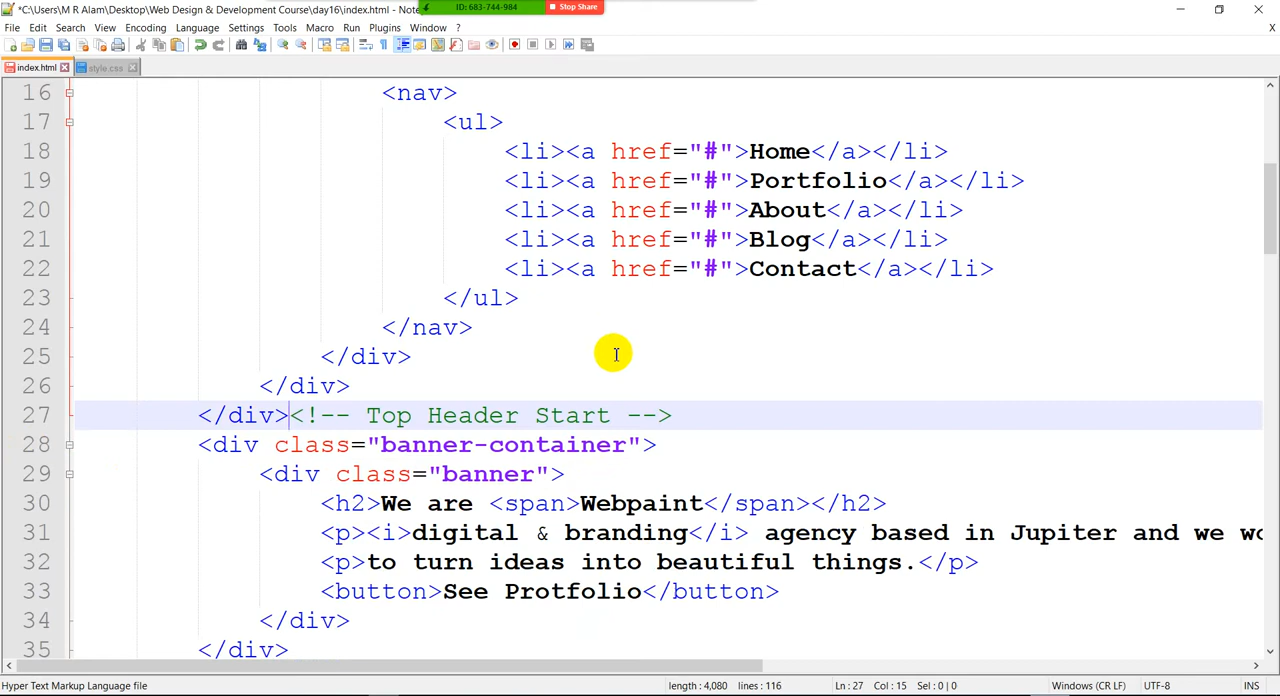 *C:\Users\M R Alam\Desktop\Web Design & Development Course\day16\index.html - Note
ID: 683-744-984
Stop Share
File Edit Search View Encoding Language Settings Tools Macro Run Plugins Window ?
X
index.html style.css
16 <nav>
17 <ul>
18 <li><a href="#">Home</a></li>
19 <li><a href="#">Portfolio</a></li>
20 <li><a href="#">About</a></li>
21 <li><a href="#">Blog</a></li>
22 <li><a href="#">Contact</a></li>
23 </ul>
24 </nav>
25 </div>
26 </div>
27 </div><!-- Top Header Start -->
28 <div class="banner-container">
29 <div class="banner">
30 <h2>We are <span>Webpaint</span></h2>
31 <p><i>digital & branding</i> agency based in Jupiter and we wo
32 <p>to turn ideas into beautiful things.</p>
33 <button>See Protfolio</button>
34 </div>
35 </div>
Hyper Text Markup Language file length : 4,080 lines : 116 Ln : 27 Col : 15 Sel : 0 | 0 Windows (CR LF) UTF-8 INS